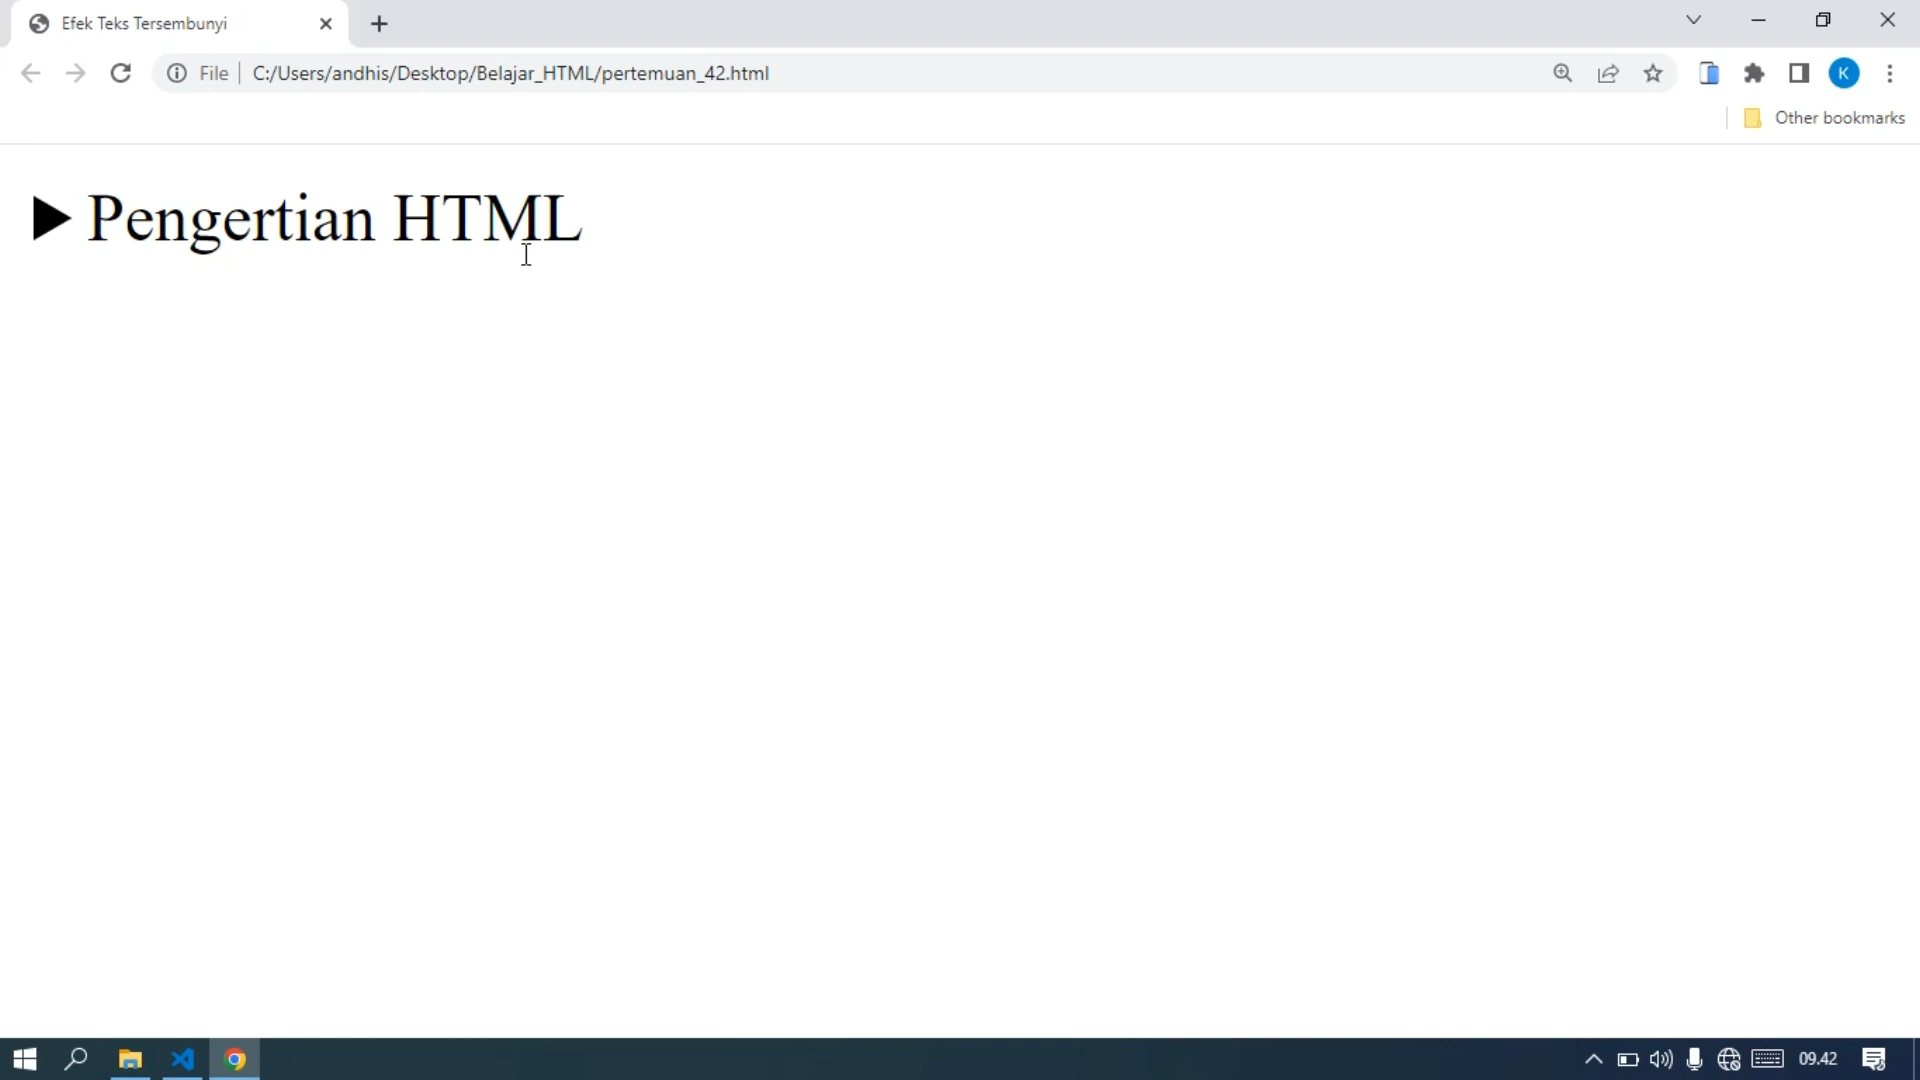 Efek Teks Tersembunyi
File
C:/Users/andhis/Desktop/Belajar_HTML/pertemuan_42.html
K
Other bookmarks
Pengertian HTML
09.42